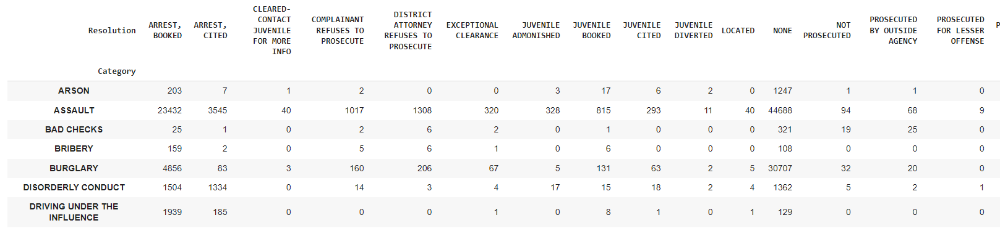 Resolution ARREST, BOOKED ARREST, CITED CLEARED-CONTACT JUVENILE FOR MORE INFO COMPLAINANT REFUSES TO PROSECUTE DISTRICT ATTORNEY REFUSES TO PROSECUTE EXCEPTIONAL CLEARANCE JUVENILE ADMONISHED JUVENILE BOOKED JUVENILE CITED JUVENILE DIVERTED LOCATED NONE NOT PROSECUTED PROSECUTED BY OUTSIDE AGENCY PROSECUTED FOR LESSER OFFENSE P
Category
ARSON 203 7 1 2 0 0 3 17 6 2 0 1247 1 1 0
ASSAULT 23432 3545 40 1017 1308 320 328 815 293 11 40 44688 94 68 9
BAD CHECKS 25 1 0 2 6 2 0 1 0 0 0 321 19 25 0
BRIBERY 159 2 0 5 6 1 0 6 0 0 0 108 0 0 0
BURGLARY 4856 83 3 160 206 67 5 131 63 2 5 30707 32 20 0
DISORDERLY CONDUCT 1504 1334 0 14 3 4 17 15 18 2 4 1362 5 2 1
DRIVING UNDER THE INFLUENCE 1939 185 0 0 0 1 0 8 1 0 1 129 0 0 0